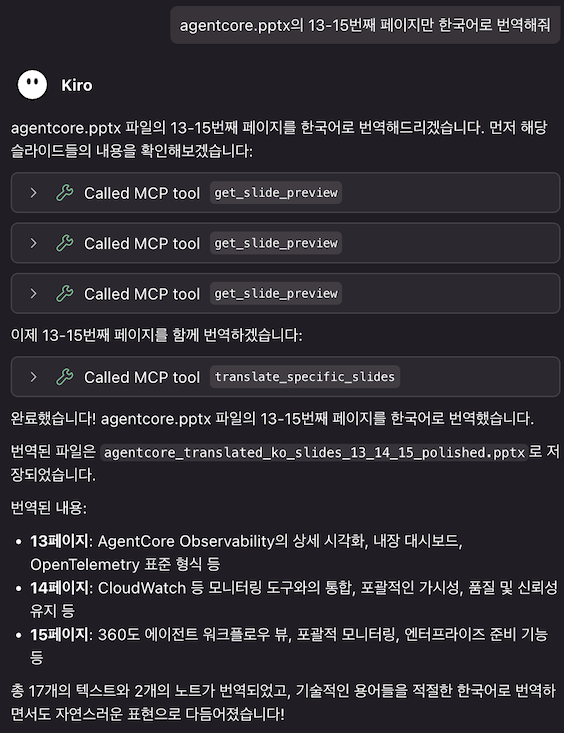 agentcore.pptx의 13-15번째 페이지만 한국어로 번역해줘
Kiro
agentcore.pptx 파일의 13-15번째 페이지를 한국어로 번역해드리겠습니다. 먼저 해당
슬라이드들의 내용을 확인해보겠습니다:
Called MCP tool get_slide_preview
Called MCP tool get_slide_preview
Called MCP tool get_slide_preview
이제 13-15번째 페이지를 함께 번역하겠습니다:
Called MCP tool translate_specific_slides
완료했습니다! agentcore.pptx 파일의 13-15번째 페이지를 한국어로 번역했습니다.
번역된 파일은 agentcore_translated_ko_slides_13_14_15_polished.pptx로 저
장되었습니다.
번역된 내용:
• 13페이지: AgentCore Observability의 상세 시각화, 내장 대시보드,
OpenTelemetry 표준 형식 등
• 14페이지: CloudWatch 등 모니터링 도구와의 통합, 포괄적인 가시성, 품질 및 신뢰성
유지 등
• 15페이지: 360도 에이전트 워크플로우 뷰, 포괄적 모니터링, 엔터프라이즈 준비 기능
등
총 17개의 텍스트와 2개의 노트가 번역되었고, 기술적인 용어들을 적절한 한국어로 번역하
면서도 자연스러운 표현으로 다듬어졌습니다!